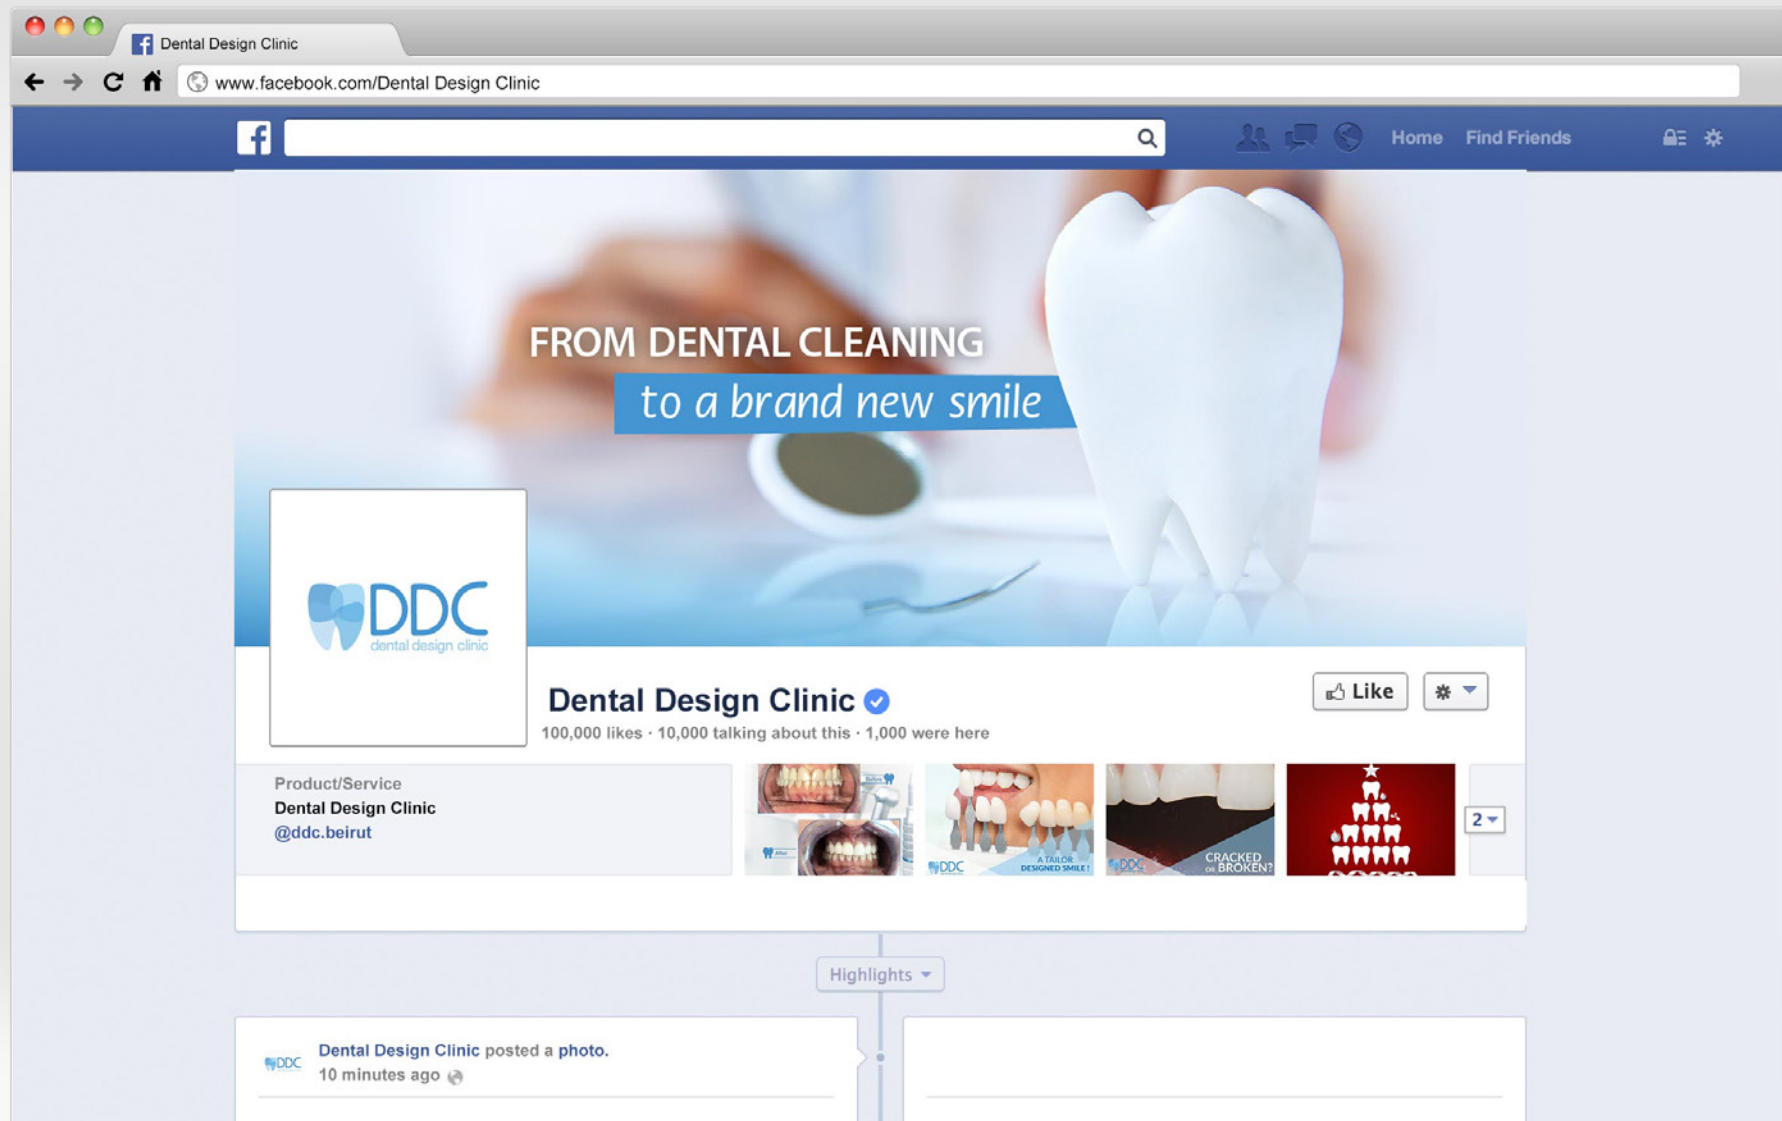 Dental Design Clinic
www.facebook.com/Dental Design Clinic
f
Home Find Friends
FROM DENTAL CLEANING
to a brand new smile
DDC
dental design clinic
Dental Design Clinic
100,000 likes · 10,000 talking about this · 1,000 were here
Like
Product/Service
Dental Design Clinic
@ddc.beirut
Before
After
DDC
A TAILOR
DESIGNED SMILE !
DDC
CRACKED
OR BROKEN?
2
Highlights
DDC
Dental Design Clinic posted a photo.
10 minutes ago